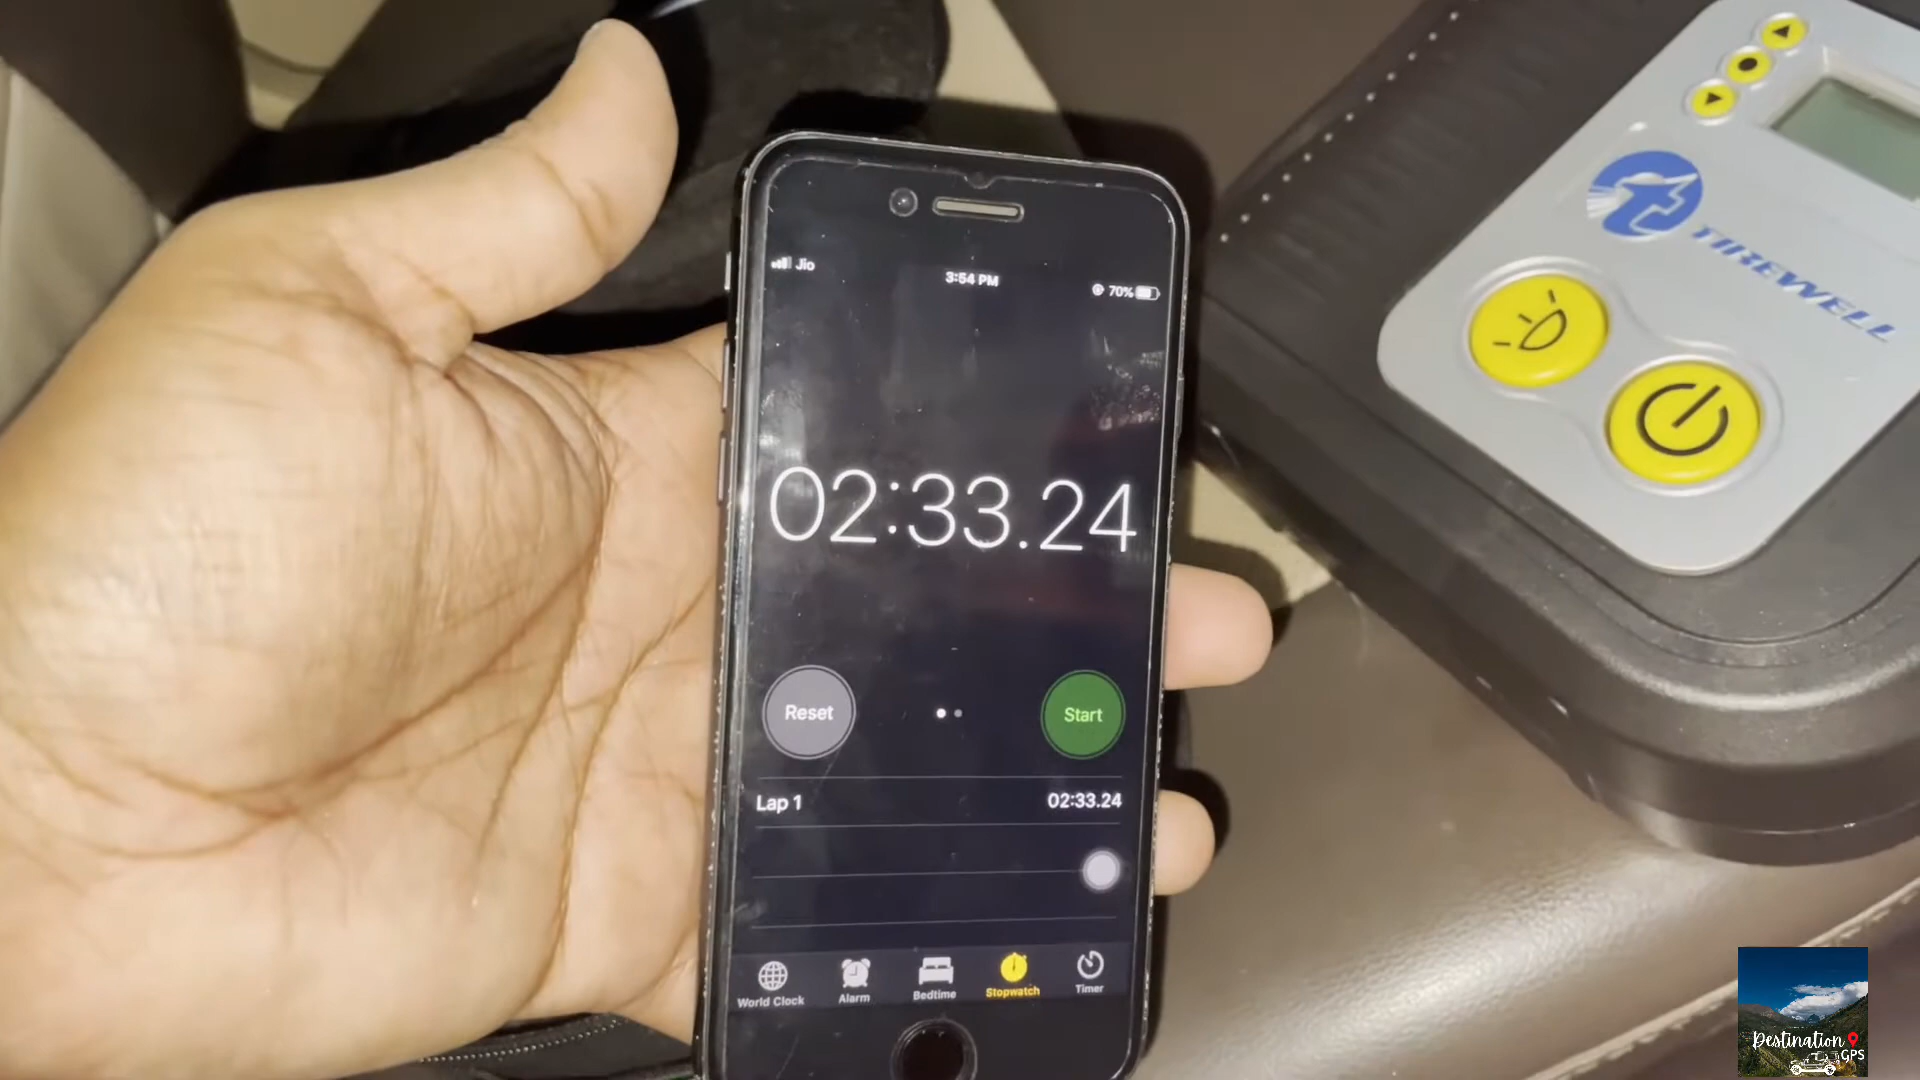 Jio
3:54 PM
70%
TIREWELL
02:33.24
Reset
Start
Lap 1
02:33.24
World Clock
Alarm
Bedtime
Stopwatch
Timer
Destination
GPS